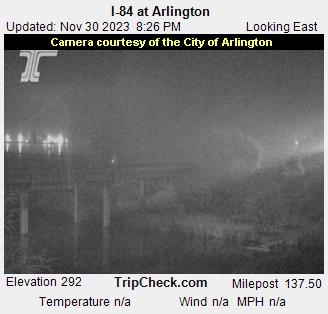 I-84 at Arlington
Updated: Nov 30 2023 8:26 PM Looking East
Camera courtesy of the City of Arlington
Elevation 292 TripCheck.com Milepost 137.50
Temperature n/a Wind n/a MPH n/a